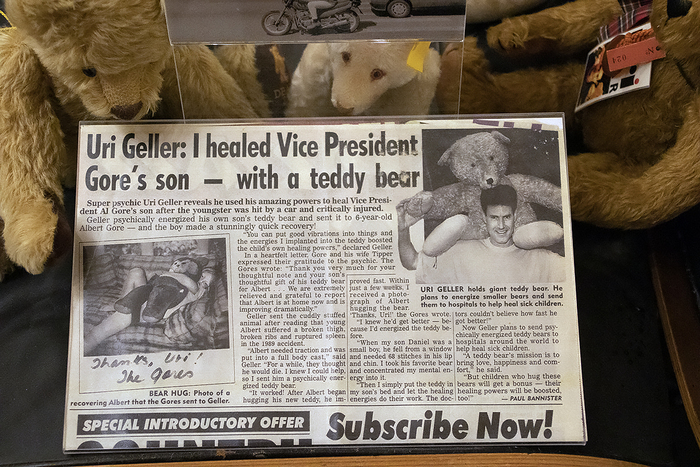 Uri Geller: I healed Vice President
Gore's son — with a teddy bear
Super psychic Uri Geller reveals he used his amazing powers to heal Vice Presi-
dent Al Gore's son after the youngster was hit by a car and critically injured.
Geller psychically energized his own son's teddy bear and sent it to 6-year-old
Albert Gore — and the boy made a stunningly quick recovery!
Thanks, Uri!
The Gores
BEAR HUG: Photo of a
recovering Albert that the Gores sent to Geller.
"You can put good vibrations into things and
the energies I implanted into the teddy boosted
the child's own healing powers," declared Geller.
In a heartfelt letter, Gore and his wife Tipper
expressed their gratitude to the psychic. The
Gores wrote: "Thank you very much for your
thoughtful note and your son's
thoughtful gift of his teddy bear
for Albert . . . We are extremely
relieved and grateful to report
that Albert is at home now and is
improving dramatically."
Geller sent the cuddly stuffed
animal after reading that young
Albert suffered a broken thigh,
broken ribs and ruptured spleen
in the 1989 accident.
"Albert needed traction and was
put into a full body cast," said
Geller. "For a while, they thought
he would die. I knew I could help,
so I sent him a psychically ener-
gized teddy bear.
"It worked! After Albert began
hugging his new teddy, he im-
proved fast. Within
just a few weeks, I
received a photo-
graph of Albert
hugging the bear.
'Thanks, Uri!' the Gores wrote.
"I knew he'd get better — be-
cause I'd energized the teddy be-
fore.
"When my son Daniel was a
small boy, he fell from a window
and needed 48 stitches in his lip
and chin. I took his favorite bear
and concentrated my mental en-
ergy into it.
"Then I simply put the teddy in
my son's bed and let the healing
energies do their work. The doc-
URI GELLER holds giant teddy bear. He
plans to energize smaller bears and send
them to hospitals to help heal sick children.
tors couldn't believe how fast he
got better!"
Now Geller plans to send psy-
chically energized teddy bears to
hospitals around the world to
help heal sick children.
"A teddy bear's mission is to
bring love, happiness and com-
fort," he said.
"But children who hug these
bears will get a bonus — their
healing powers will be boosted,
too!"
— PAUL BANNISTER
SPECIAL INTRODUCTORY OFFER
Subscribe Now!